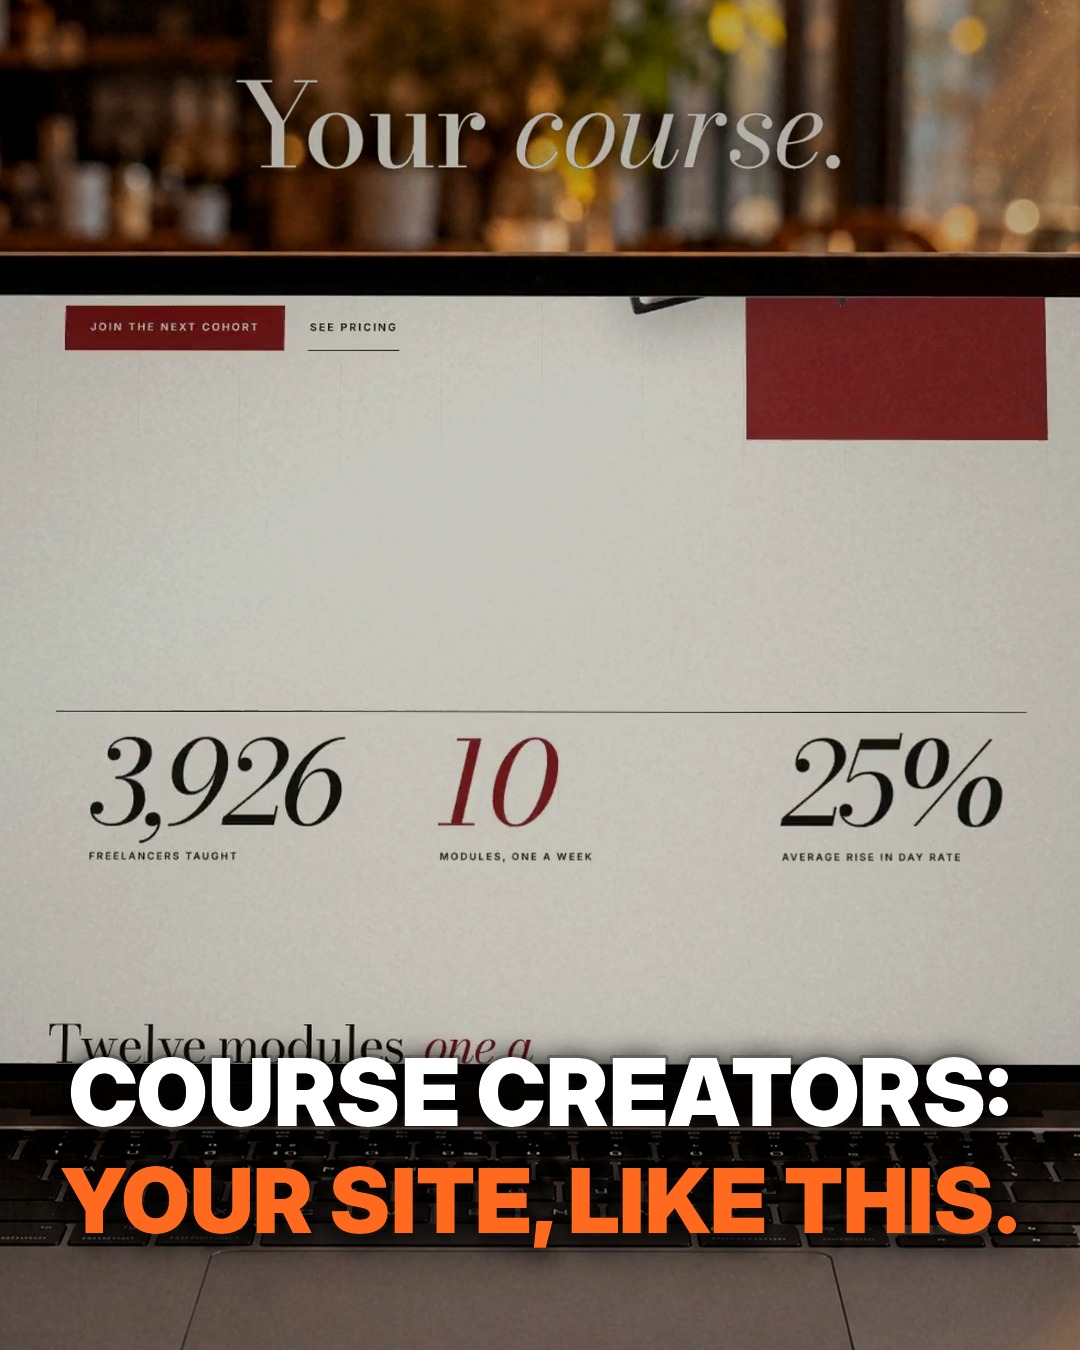 Your course.
JOIN THE NEXT COHORT SEE PRICING
3,926 10 25%
FREELANCERS TAUGHT MODULES, ONE A WEEK AVERAGE RISE IN DAY RATE
Twelve modules one a
COURSE CREATORS:
YOUR SITE, LIKE THIS.